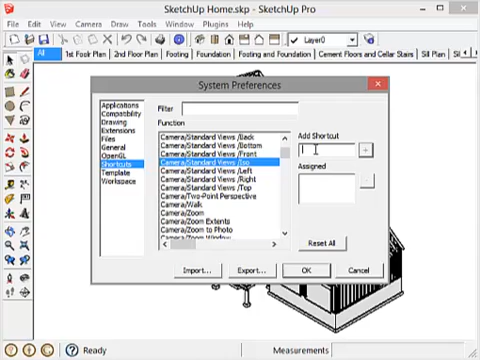 SketchUp Home.skp - SketchUp Pro
File Edit View Camera Draw Tools Window Plugins Help
Layer0
All 1st Foolr Plan 2nd Floor Plan Footing Foundation Footing and Foundation Cement Floors and Cellar Stairs Sill Plan
System Preferences
Applications
Compatibility
Drawing
Extensions
Files
General
OpenGL
Shortcuts
Template
Workspace
Filter
Function
Camera/Standard Views /Back
Camera/Standard Views /Bottom
Camera/Standard Views /Front
Camera/Standard Views /Iso
Camera/Standard Views /Left
Camera/Standard Views /Right
Camera/Standard Views /Top
Camera/Two-Point Perspective
Camera/Walk
Camera/Zoom
Camera/Zoom Extents
Camera/Zoom to Photo
Camera/Zoom Window
Add Shortcut
+
Assigned
-
Reset All
Import... Export... OK Cancel
Ready
Measurements